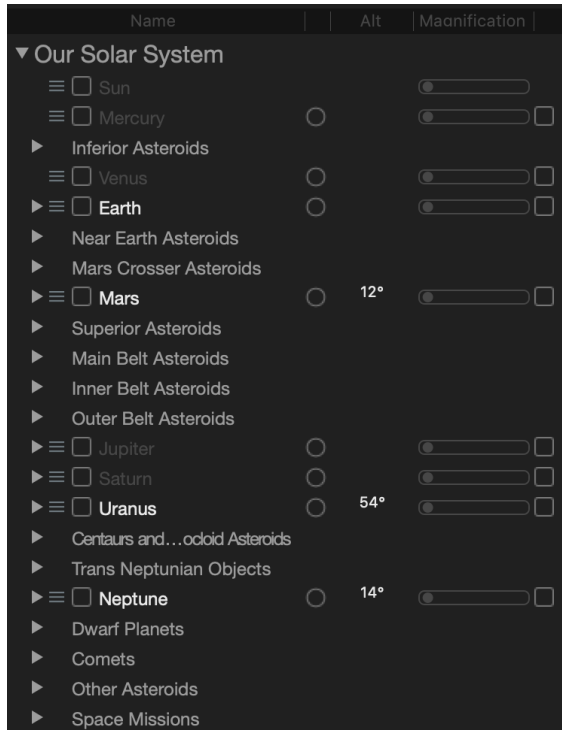 Name Alt Magnification
Our Solar System
Sun
Mercury
Inferior Asteroids
Venus
Earth
Near Earth Asteroids
Mars Crosser Asteroids
Mars 12°
Superior Asteroids
Main Belt Asteroids
Inner Belt Asteroids
Outer Belt Asteroids
Jupiter
Saturn
Uranus 54°
Centaurs and…ocloid Asteroids
Trans Neptunian Objects
Neptune 14°
Dwarf Planets
Comets
Other Asteroids
Space Missions